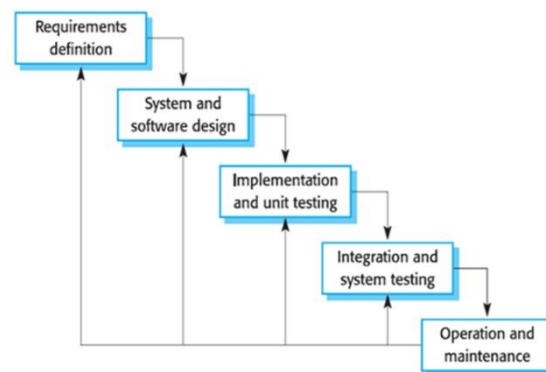 Requirements
definition
System and
software design
Implementation
and unit testing
Integration and
system testing
Operation and
maintenance